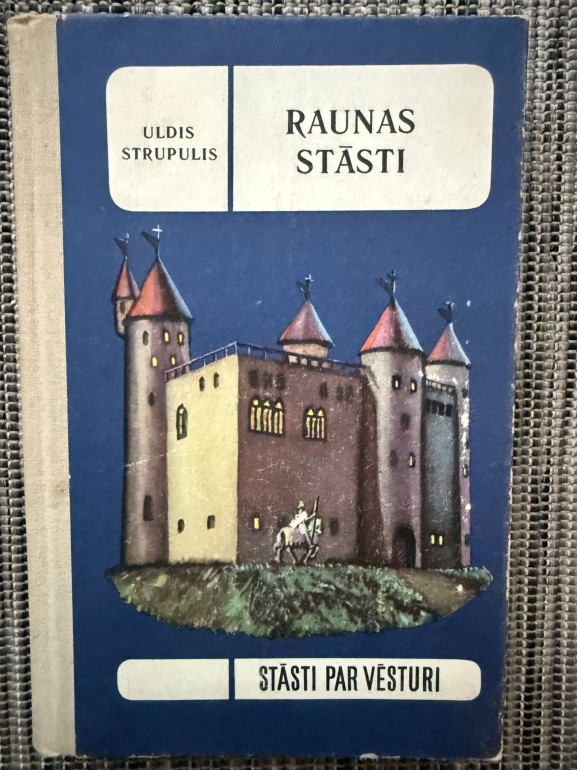 ULDIS
STRUPULIS
RAUNAS
STĀSTI
STĀSTI PAR VĒSTURI